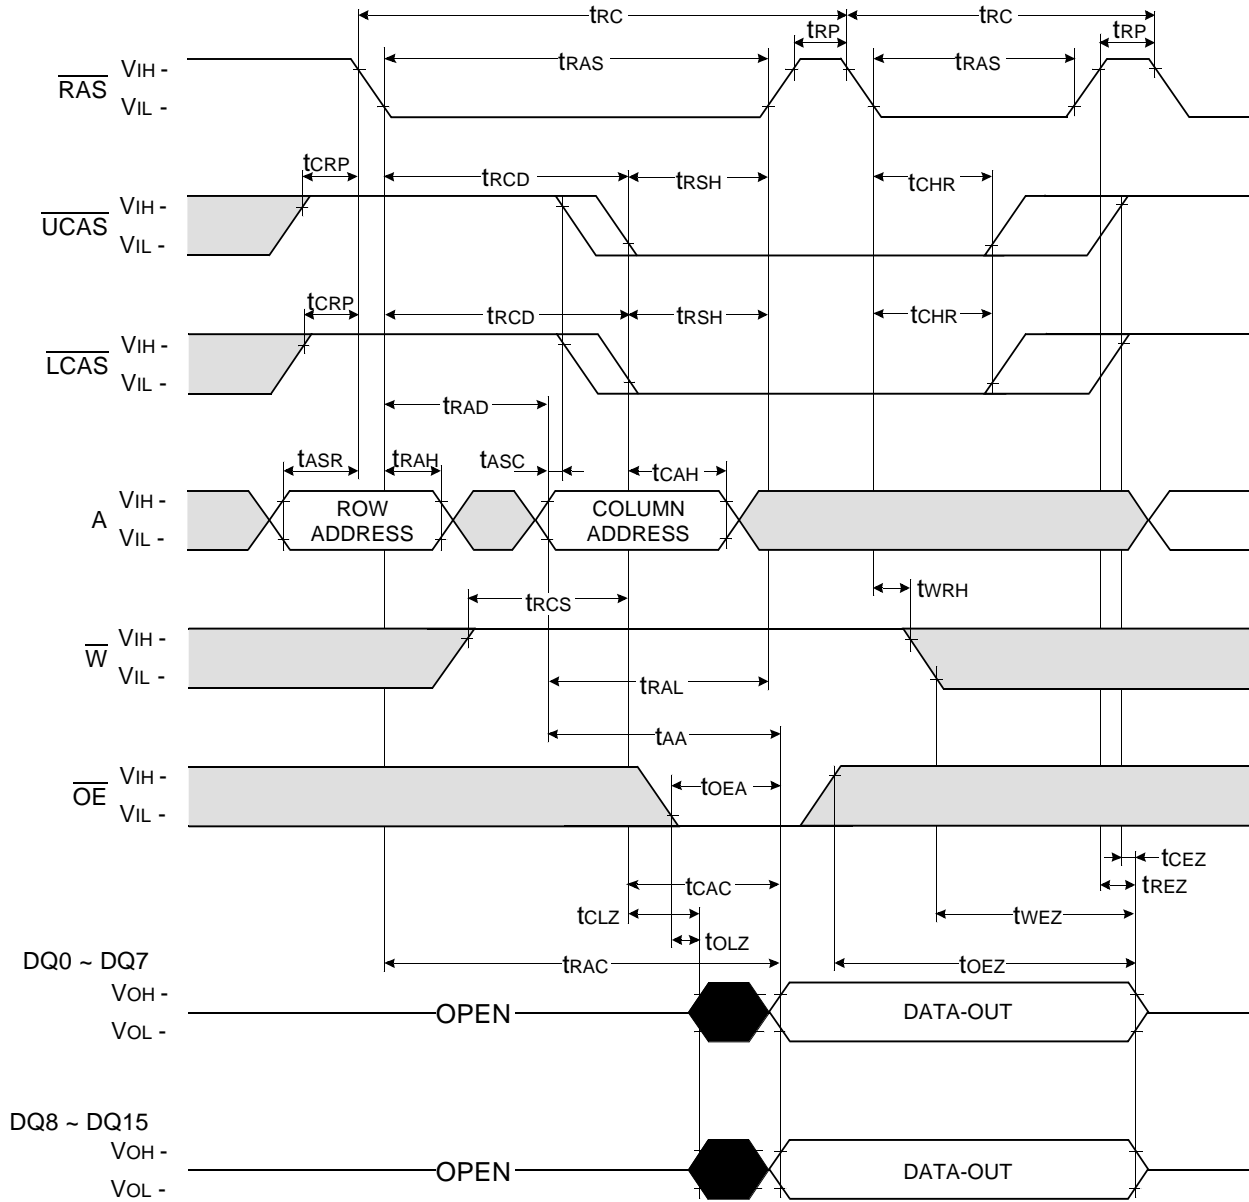 tRC tRC
tRP tRP
tRAS tRAS
RAS VIH -
VIL -
tCRP tRCD tRSH tCHR
UCAS VIH -
VIL -
tCRP tRCD tRSH tCHR
LCAS VIH -
VIL -
tRAD
tASR tRAH tASC tCAH
A VIH -
VIL -
ROW ADDRESS
COLUMN ADDRESS
tRCS tWRH
W VIH -
VIL -
tRAL
tAA
OE VIH -
VIL -
tOEA
tCEZ
tCAC tREZ
tCLZ tWEZ
tOLZ
tRAC tOEZ
DQ0 ~ DQ7
VOH -
VOL -
OPEN DATA-OUT
DQ8 ~ DQ15
VOH -
VOL -
OPEN DATA-OUT